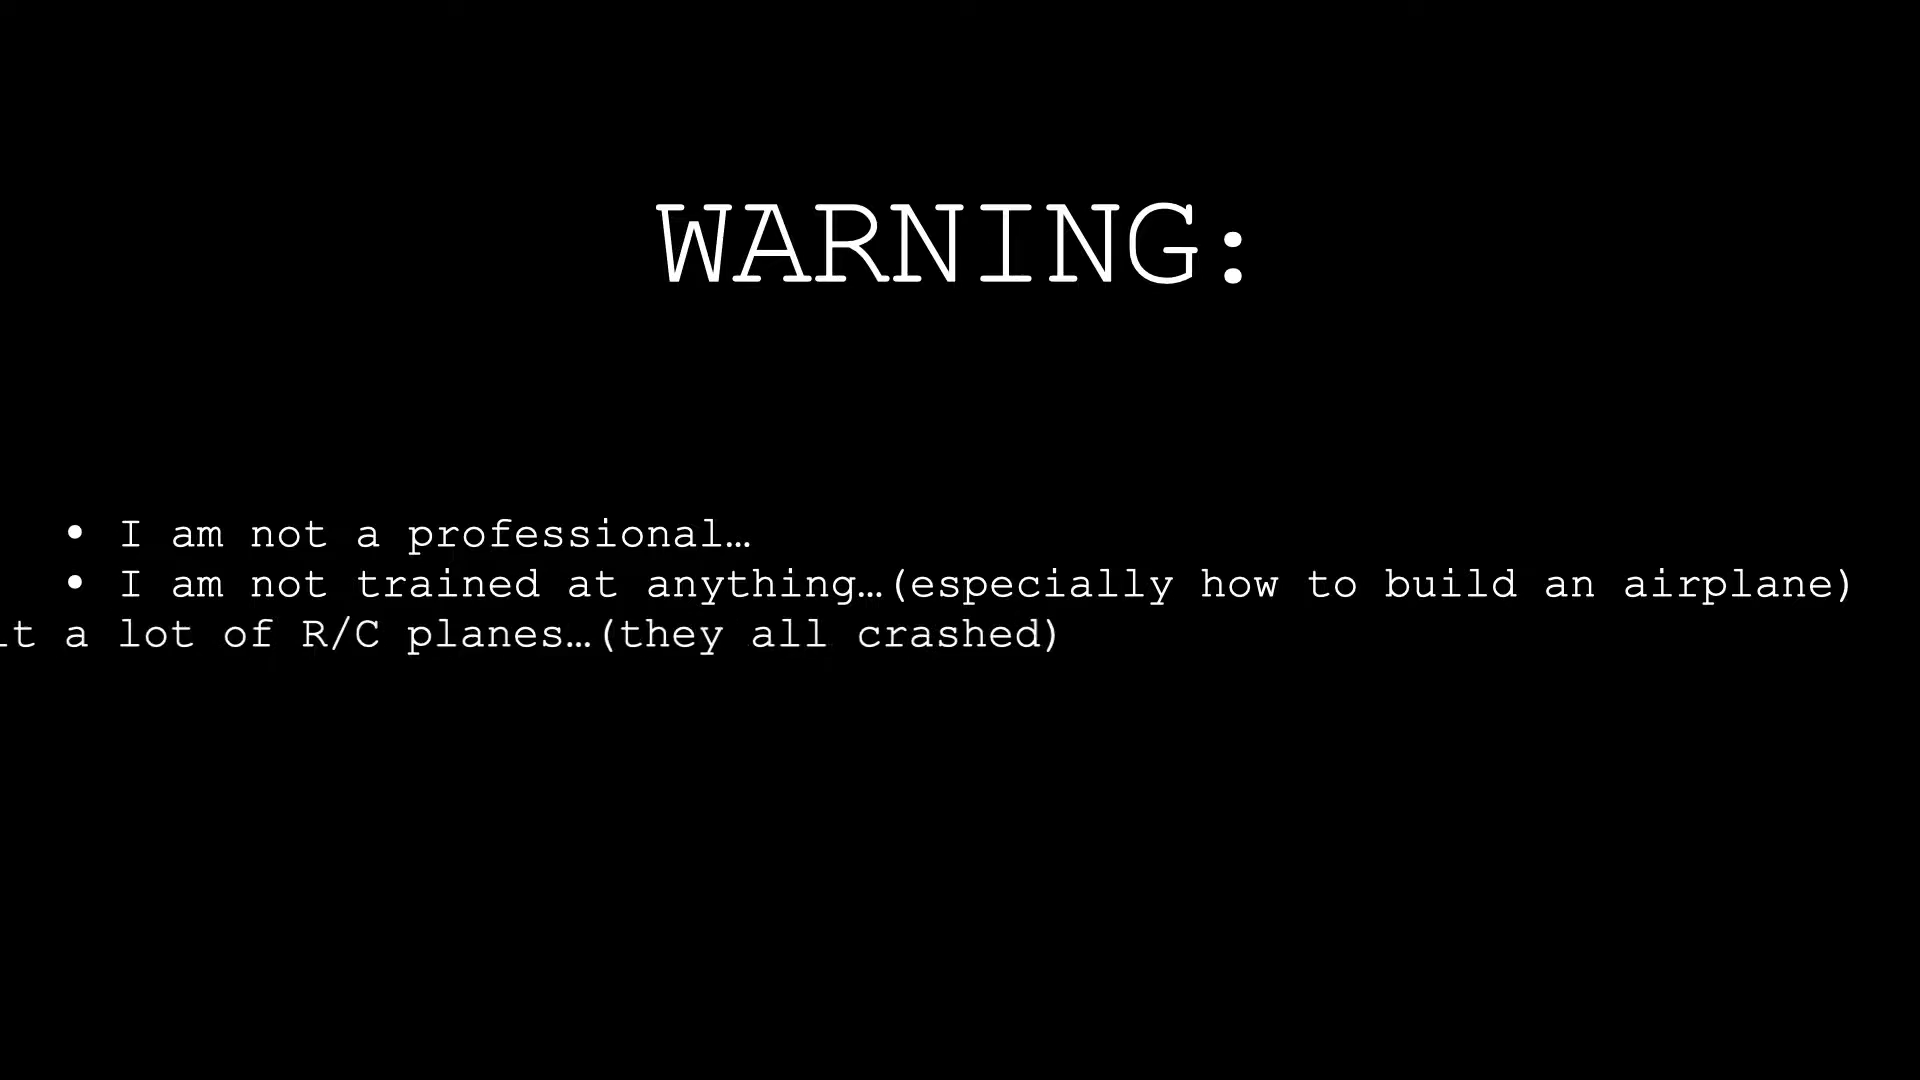 WARNING:
• I am not a professional…
• I am not trained at anything…(especially how to build an airplane)
a lot of R/C planes…(they all crashed)